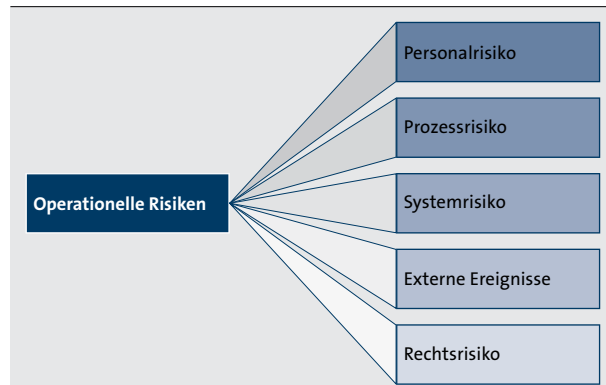 Personalrisiko
Prozessrisiko
Operationelle Risiken
Systemrisiko
Externe Ereignisse
Rechtsrisiko